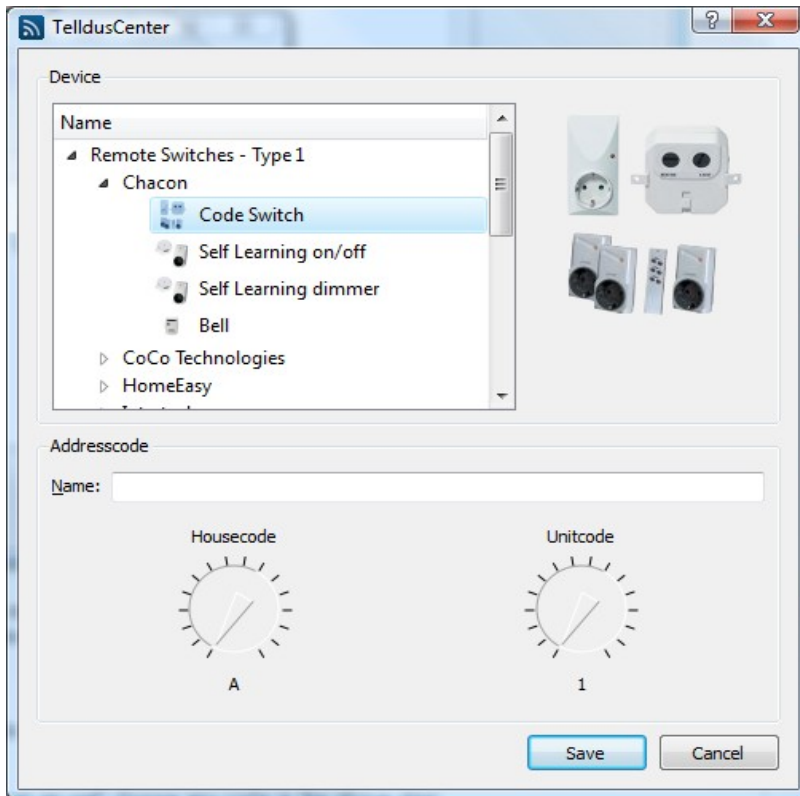 TelldusCenter
Device
Name
Remote Switches - Type 1
Chacon
Code Switch
Self Learning on/off
Self Learning dimmer
Bell
CoCo Technologies
HomeEasy
Addresscode
Name:
Housecode Unitcode
A 1
Save Cancel